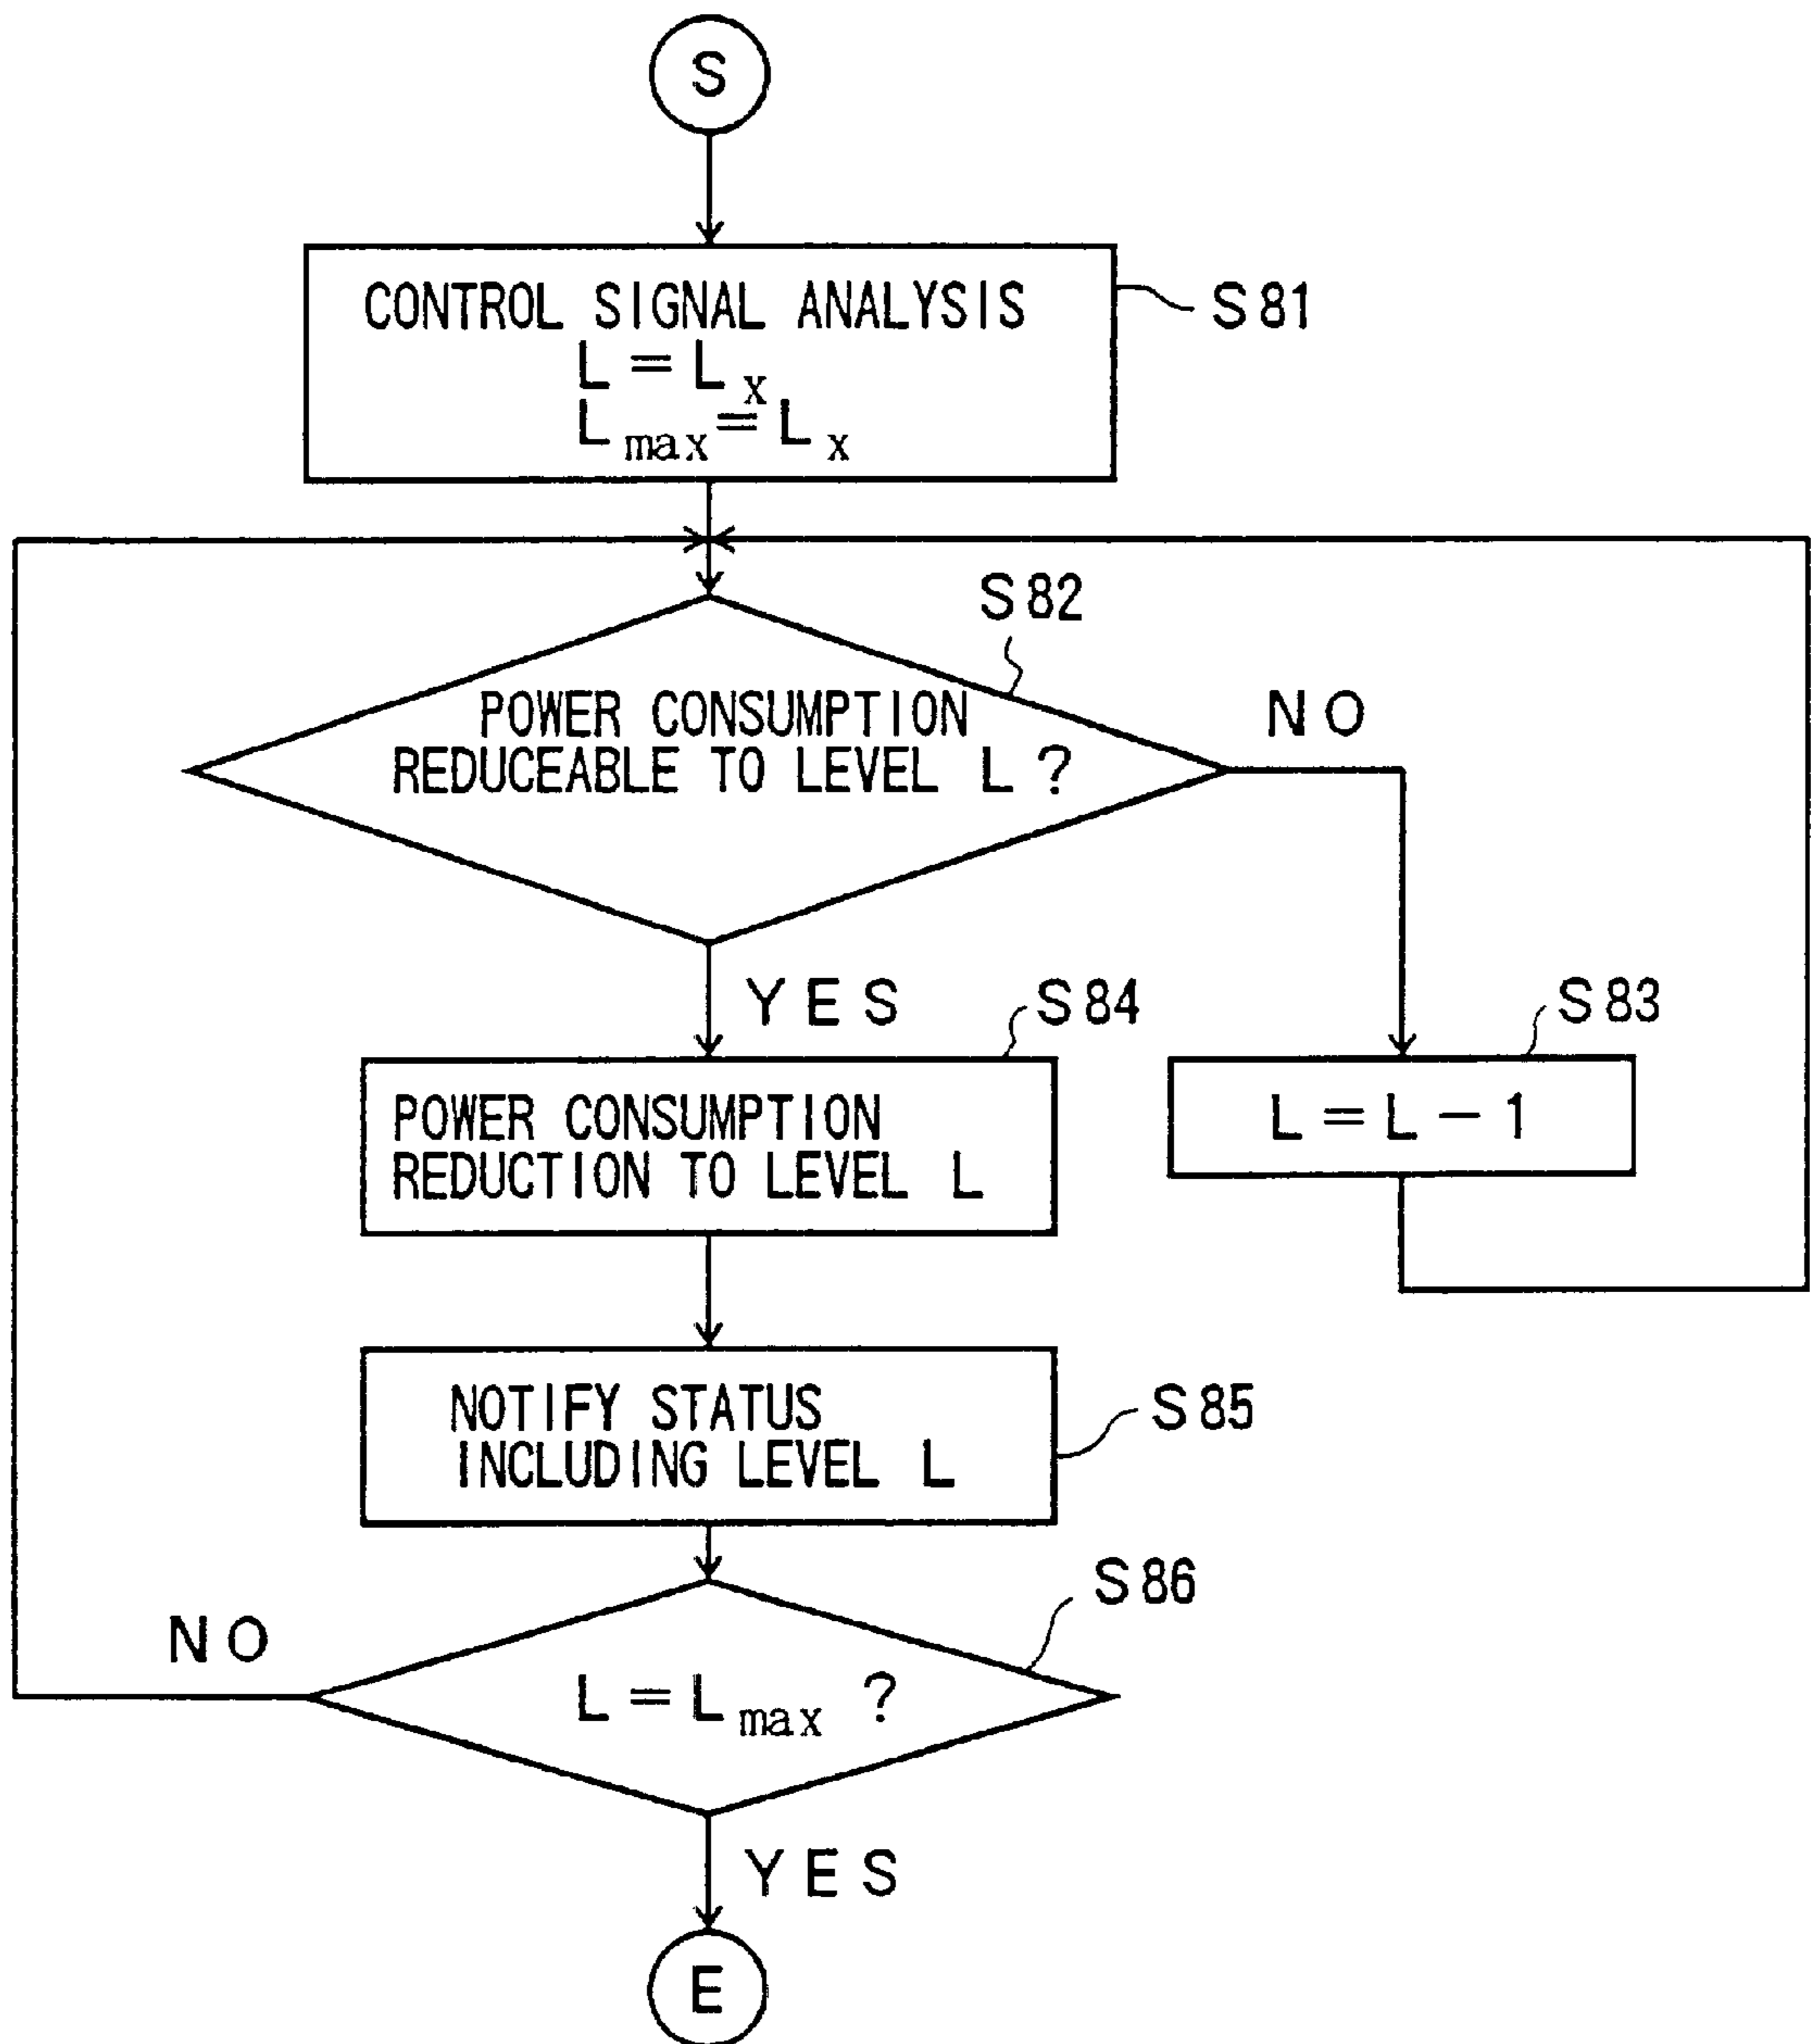 S
CONTROL SIGNAL ANALYSIS
L = Lx
Lmax = Lx
S81
S82
POWER CONSUMPTION
REDUCEABLE TO LEVEL L ?
NO
YES
S84
S83
POWER CONSUMPTION
REDUCTION TO LEVEL L
L = L - 1
NOTIFY STATUS
INCLUDING LEVEL L
S85
S86
NO
L = Lmax ?
YES
E